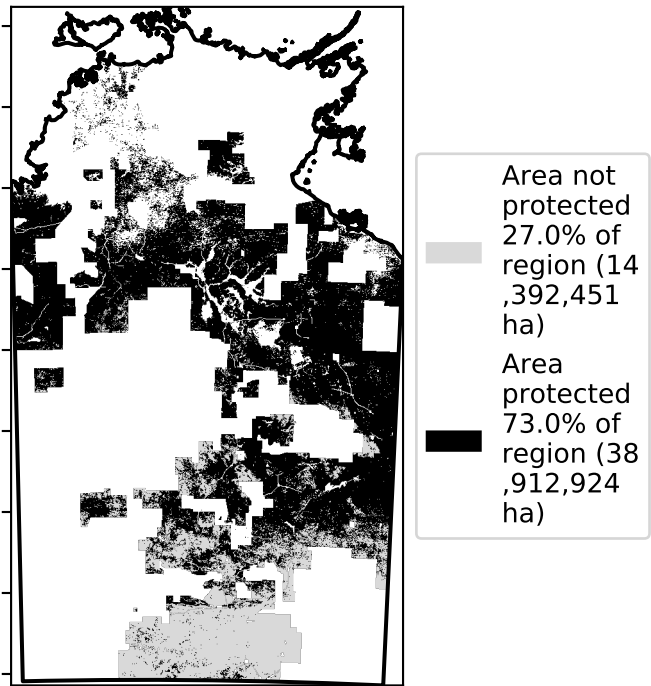 Area not
protected
27.0% of
region (14
,392,451
ha)
Area
protected
73.0% of
region (38
,912,924
ha)